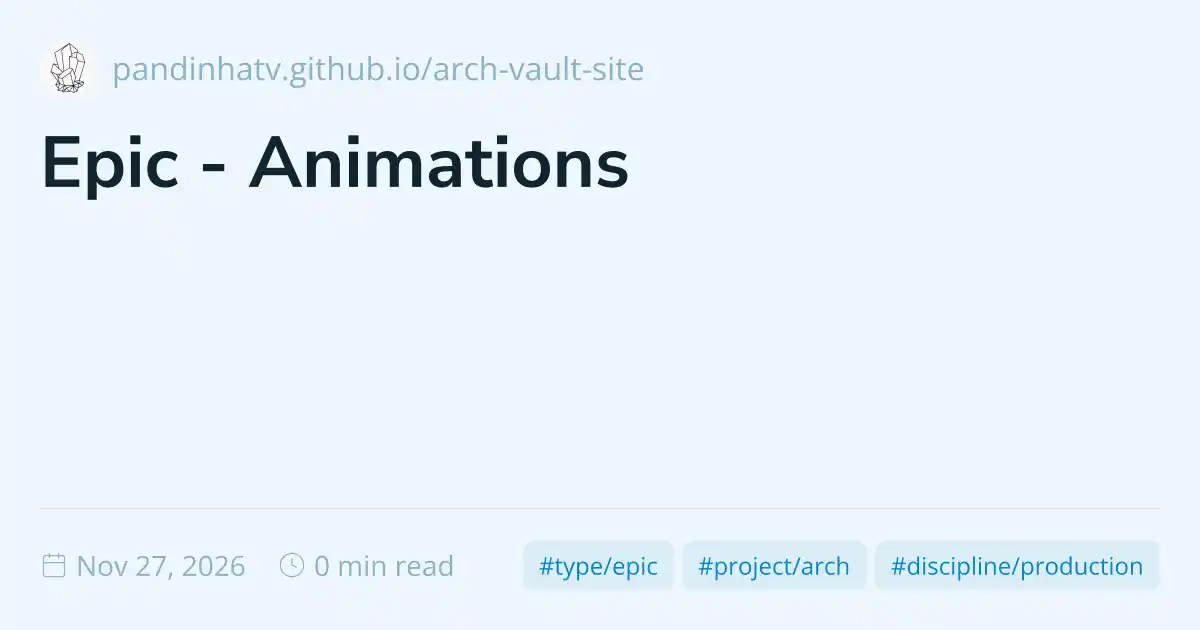 pandinhatv.github.io/arch-vault-site
Epic - Animations
Nov 27, 2026 0 min read #type/epic #project/arch #discipline/production